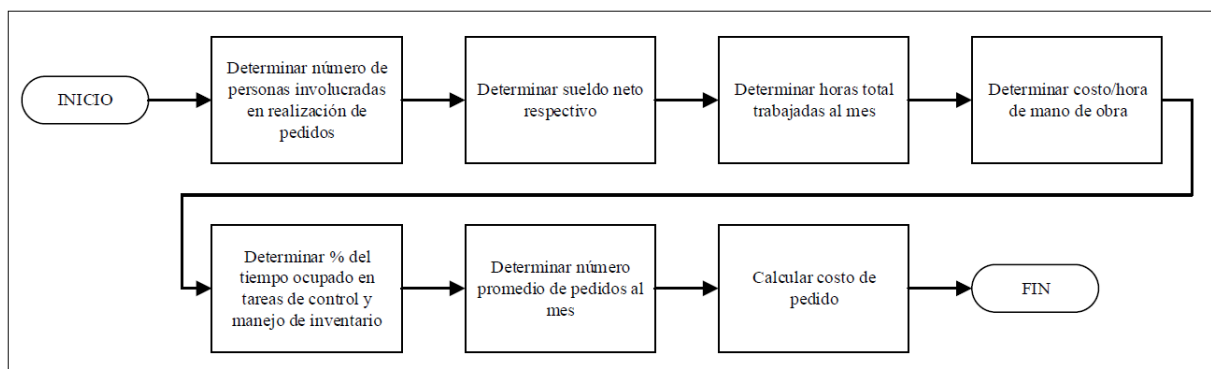 INICIO
Determinar número de
personas involucradas
en realización de
pedidos
Determinar sueldo neto
respectivo
Determinar horas total
trabajadas al mes
Determinar costo/hora
de mano de obra
Determinar % del
tiempo ocupado en
tareas de control y
manejo de inventario
Determinar número
promedio de pedidos al
mes
Calcular costo de
pedido
FIN